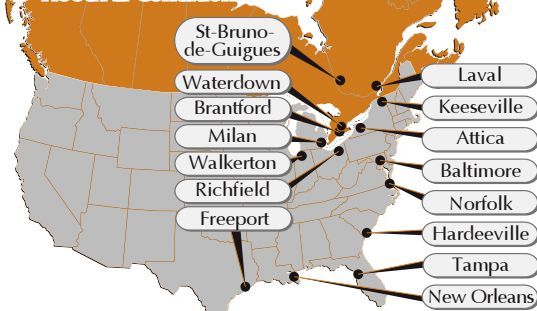 St-Bruno-
de-Guigues
Waterdown
Brantford
Milan
Walkerton
Richfield
Freeport
Laval
Keeseville
Attica
Baltimore
Norfolk
Hardeeville
Tampa
New Orleans